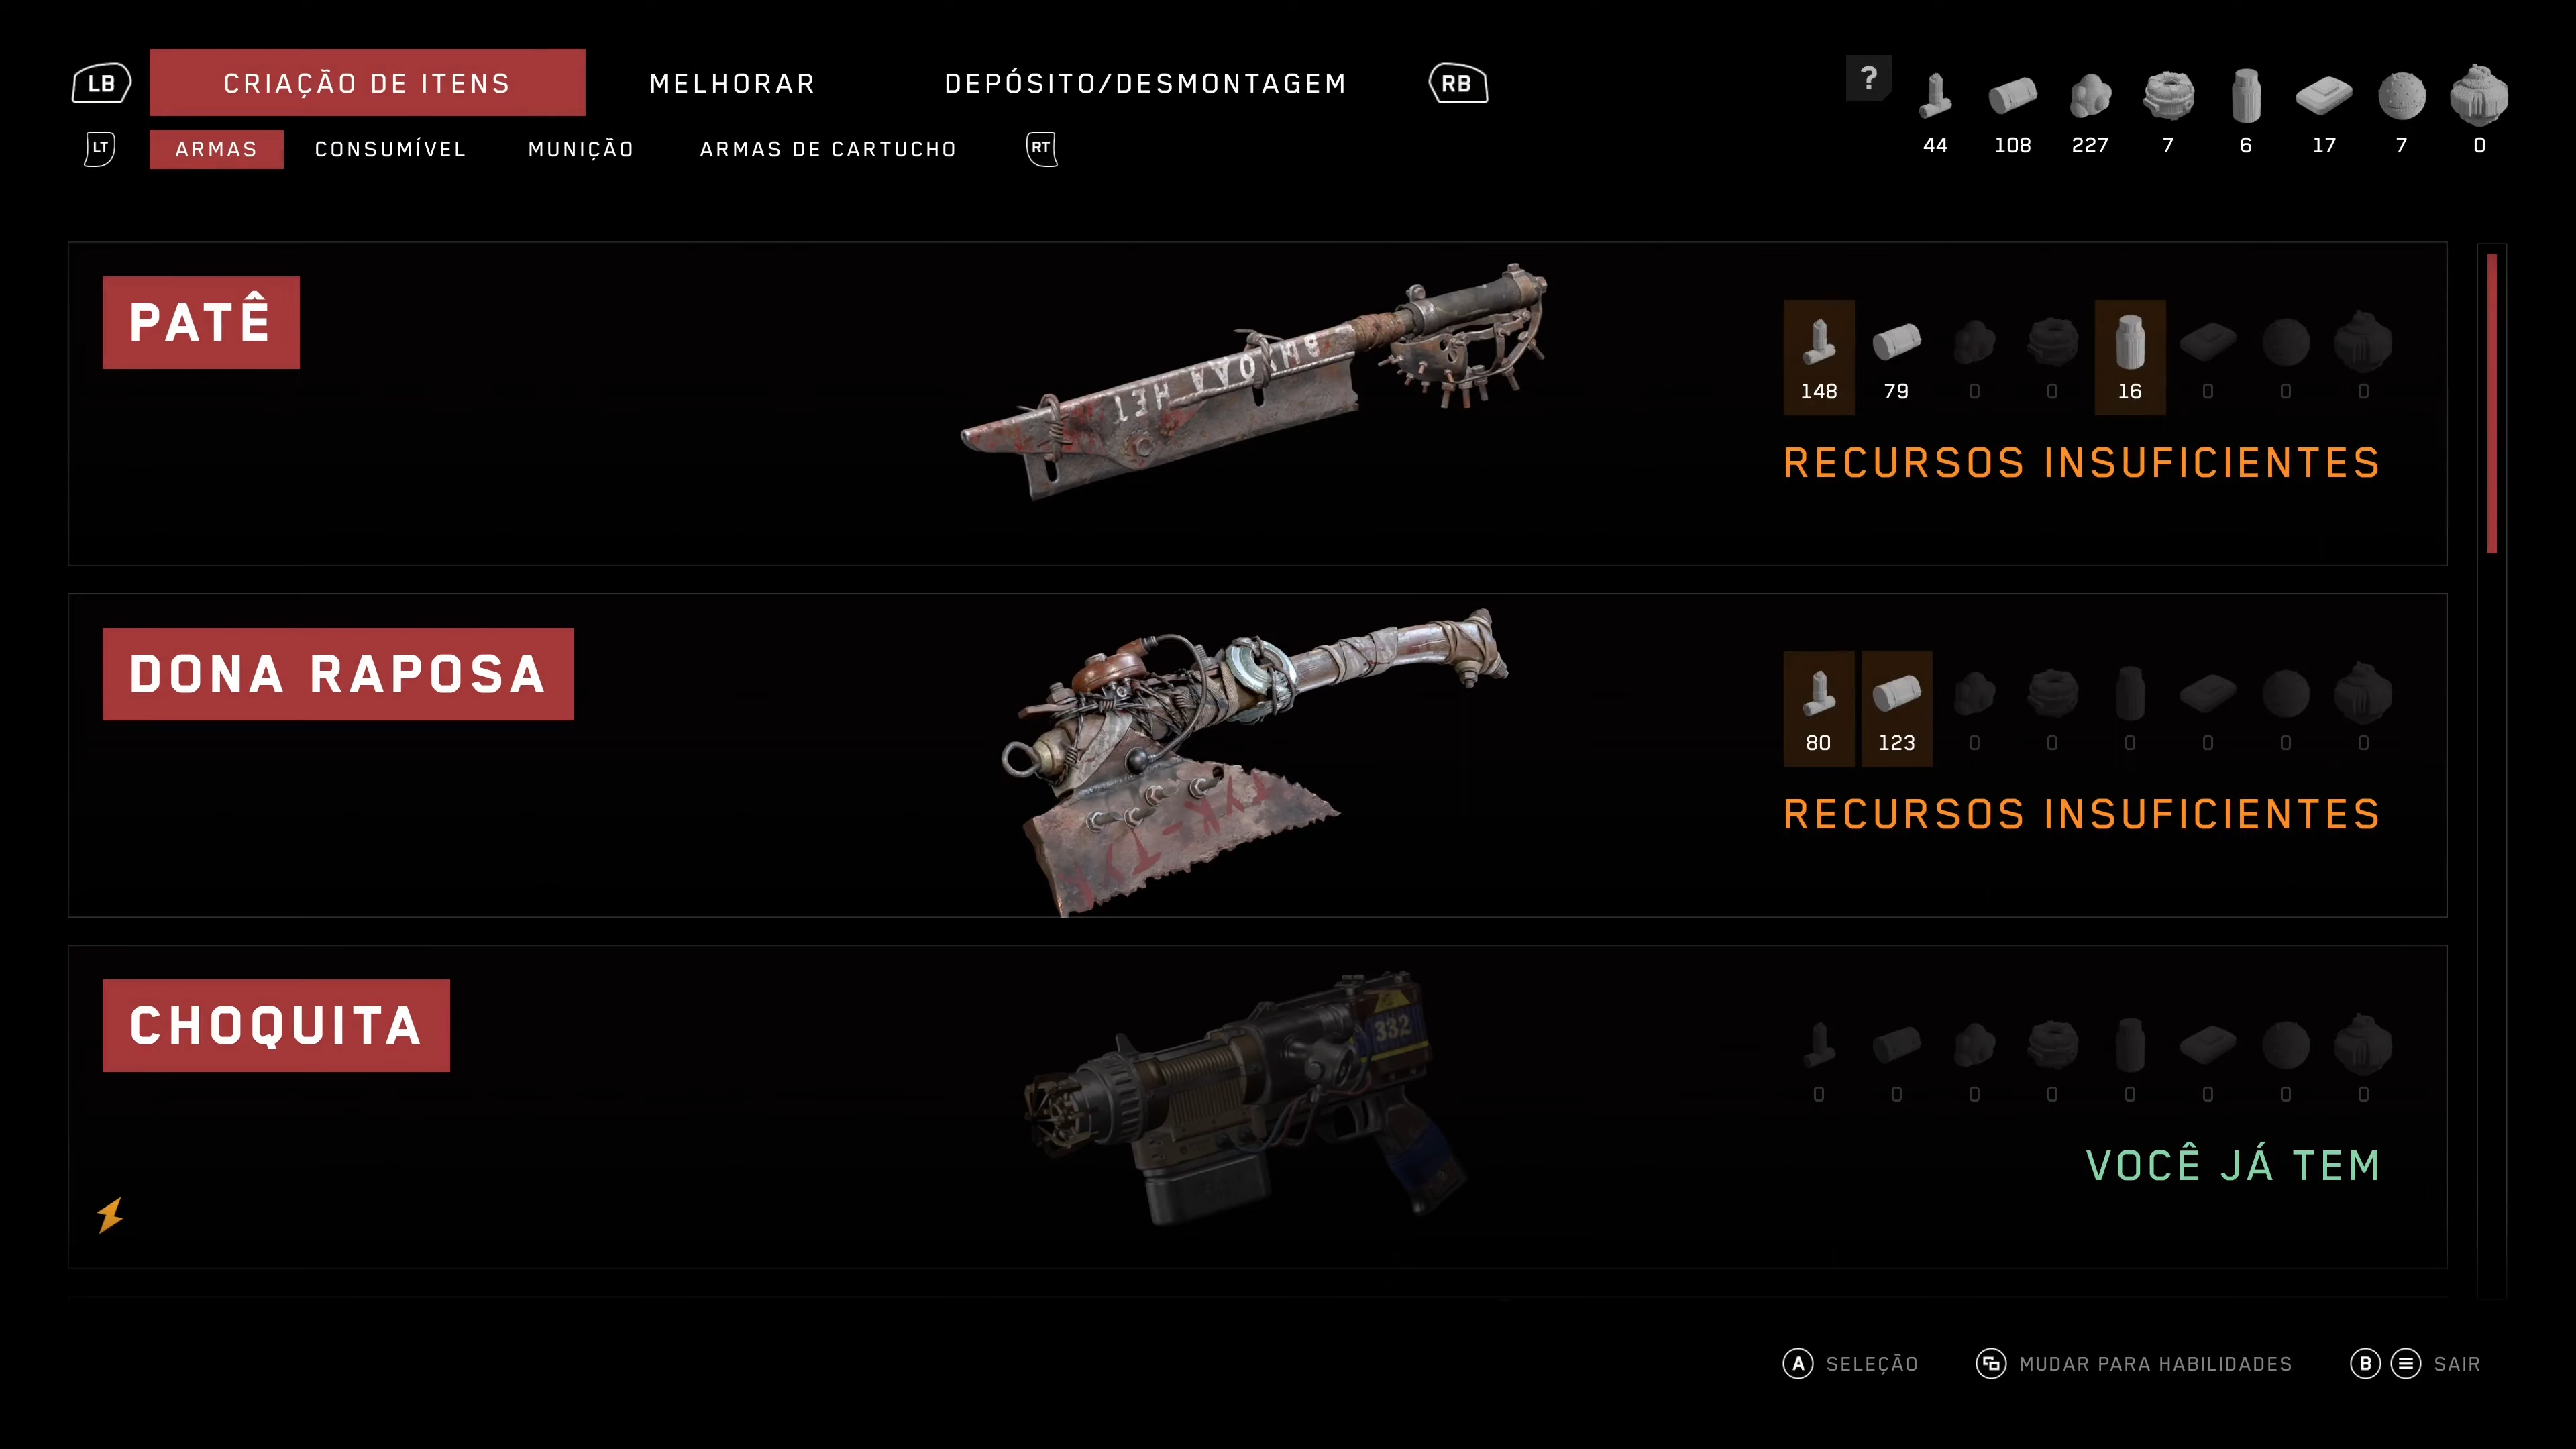 LB CRIAÇÃO DE ITENS MELHORAR DEPÓSITO/DESMONTAGEM RB
?
LT ARMAS CONSUMÍVEL MUNIÇÃO ARMAS DE CARTUCHO RT
44 108 227 7 6 17 7 0
PATÊ
148 79 0 0 16 0 0 0
RECURSOS INSUFICIENTES
DONA RAPOSA
80 123 0 0 0 0 0 0
RECURSOS INSUFICIENTES
CHOQUITA
332
0 0 0 0 0 0 0 0
VOCÊ JÁ TEM
A SELEÇÃO MUDAR PARA HABILIDADES B SAIR